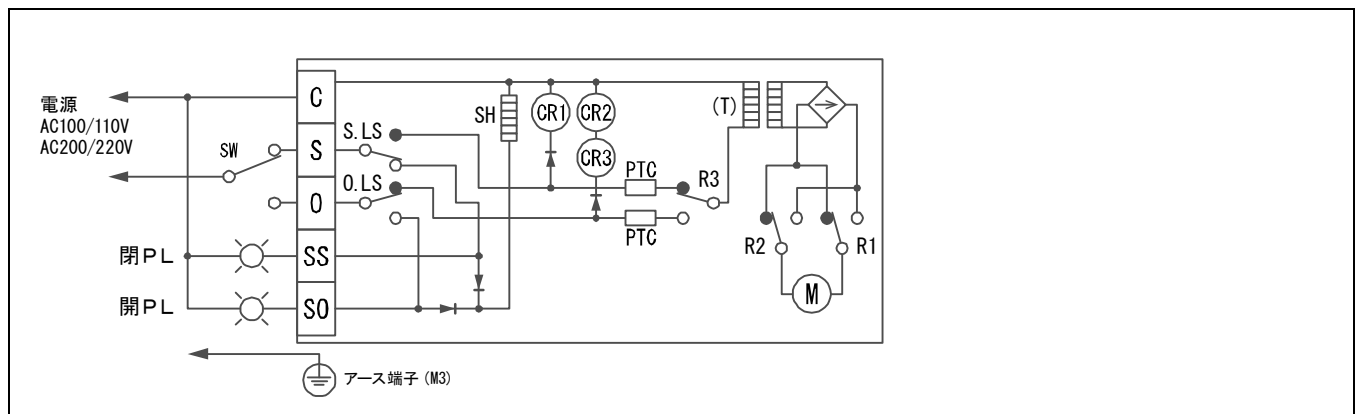 電源
AC100/110V
AC200/220V
SW
C
S
O
SS
SO
S.LS
O.LS
SH
CR1
CR2
CR3
PTC
PTC
R3
(T)
R2
R1
M
閉PL
開PL
アース端子(M3)